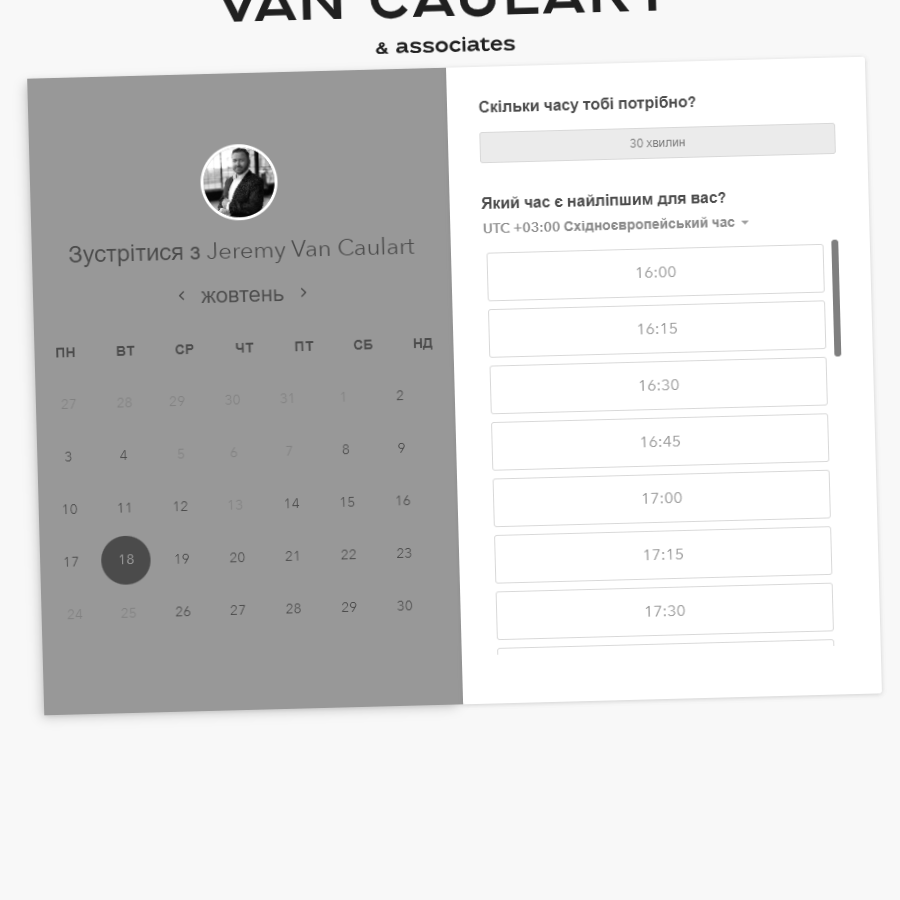 VAN CAULART
& associates
Зустрітися з Jeremy Van Caulart
жовтень
ПН ВТ СР ЧТ ПТ СБ НД
27 28 29 30 31 1 2
3 4 5 6 7 8 9
10 11 12 13 14 15 16
17 18 19 20 21 22 23
24 25 26 27 28 29 30
Скільки часу тобі потрібно?
30 хвилин
Який час є найліпшим для вас?
UTC +03:00 Східноєвропейський час
16:00
16:15
16:30
16:45
17:00
17:15
17:30